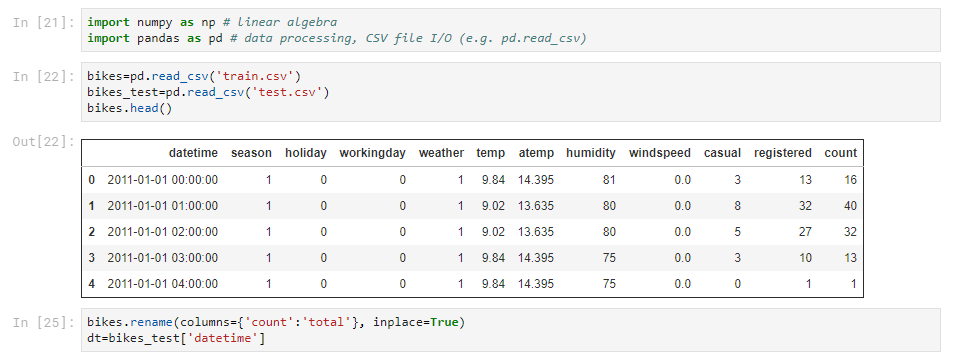 In [21]: import numpy as np # linear algebra
import pandas as pd # data processing, CSV file I/O (e.g. pd.read_csv)
In [22]: bikes=pd.read_csv('train.csv')
bikes_test=pd.read_csv('test.csv')
bikes.head()
Out[22]:
datetime season holiday workingday weather temp atemp humidity windspeed casual registered count
0 2011-01-01 00:00:00 1 0 0 1 9.84 14.395 81 0.0 3 13 16
1 2011-01-01 01:00:00 1 0 0 1 9.02 13.635 80 0.0 8 32 40
2 2011-01-01 02:00:00 1 0 0 1 9.02 13.635 80 0.0 5 27 32
3 2011-01-01 03:00:00 1 0 0 1 9.84 14.395 75 0.0 3 10 13
4 2011-01-01 04:00:00 1 0 0 1 9.84 14.395 75 0.0 0 1 1
In [25]: bikes.rename(columns={'count':'total'}, inplace=True)
dt=bikes_test['datetime']